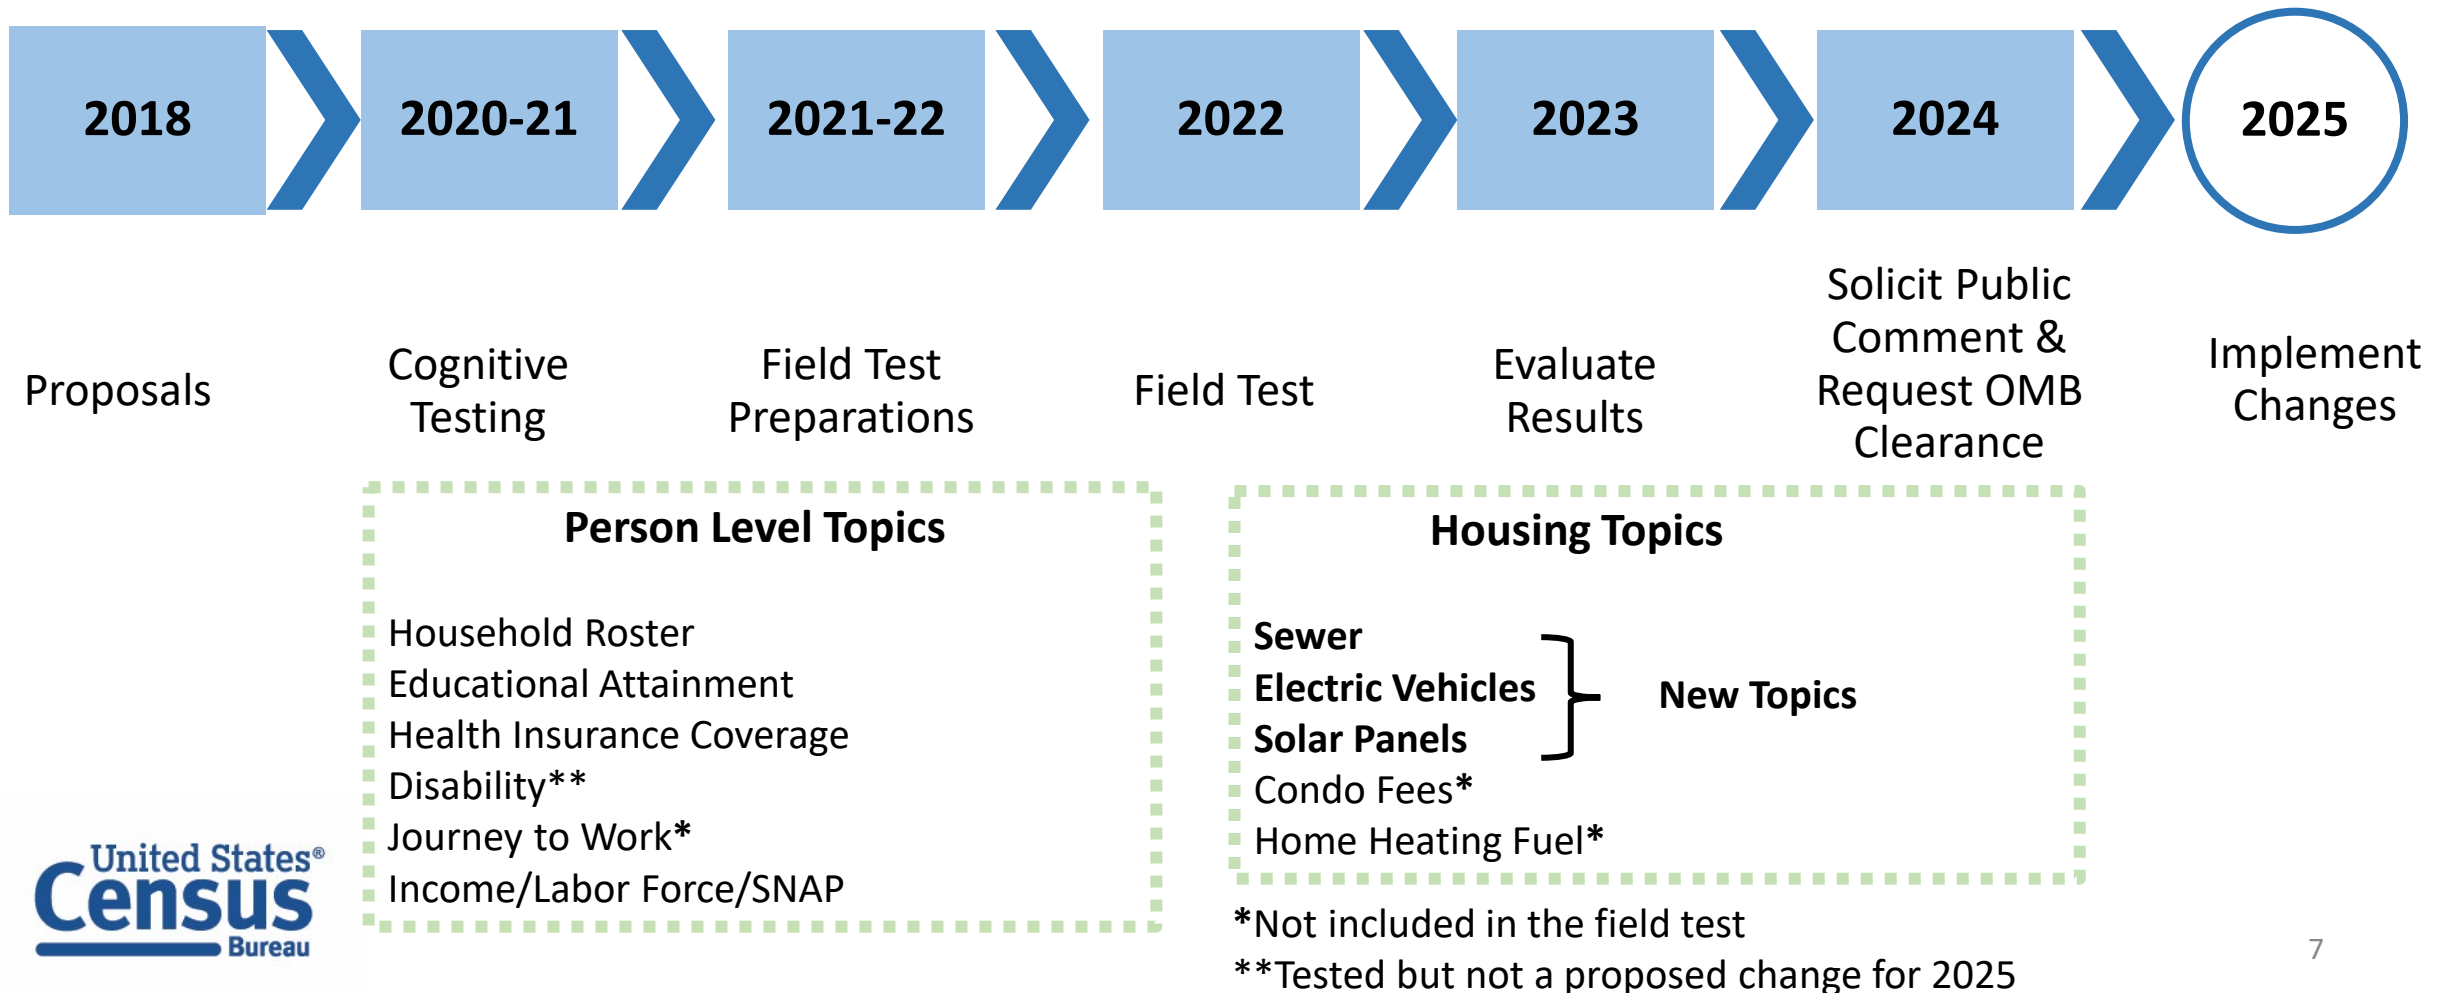 2018
2020-21
2021-22
2022
2023
2024
2025
Proposals
Cognitive
Testing
Field Test
Preparations
Field Test
Evaluate
Results
Solicit Public
Comment &
Request OMB
Clearance
Implement
Changes
Person Level Topics
Household Roster
Educational Attainment
Health Insurance Coverage
Disability**
Journey to Work*
Income/Labor Force/SNAP
Housing Topics
Sewer
Electric Vehicles
Solar Panels
New Topics
Condo Fees*
Home Heating Fuel*
*Not included in the field test
**Tested but not a proposed change for 2025
United States®
Census
Bureau
7